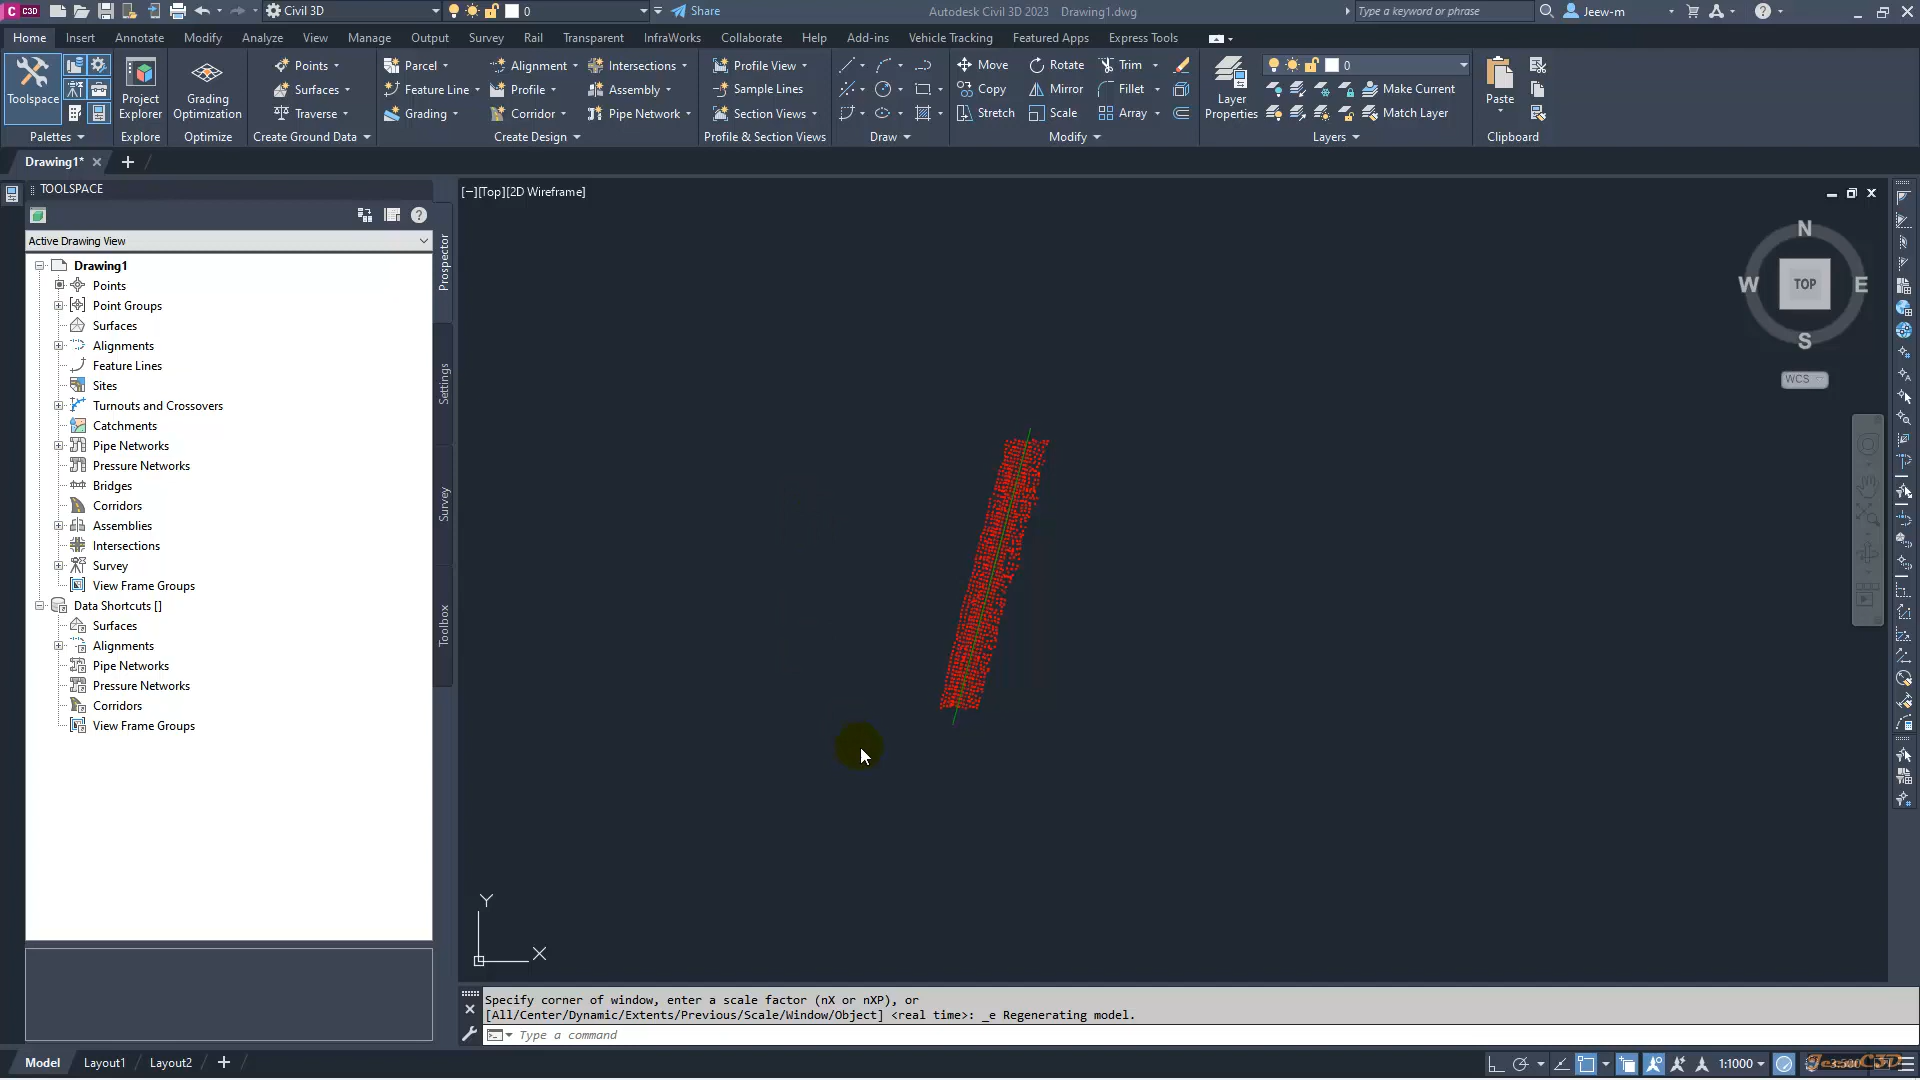 C C3D Civil 3D 0 Share Autodesk Civil 3D 2023 Drawing1.dwg Type a keyword or phrase Jeew-m
Home Insert Annotate Modify Analyze View Manage Output Survey Rail Transparent InfraWorks Collaborate Help Add-ins Vehicle Tracking Featured Apps Express Tools
Points Parcel Alignment Intersections Profile View Move Rotate Trim 0
Surfaces Feature Line Profile Assembly Sample Lines Copy Mirror Fillet Make Current
Toolspace Project Explorer Grading Optimization Layer Properties Paste
Traverse Grading Corridor Pipe Network Section Views Stretch Scale Array Match Layer
Palettes Explore Optimize Create Ground Data Create Design Profile & Section Views Draw Modify Layers Clipboard
Drawing1*
TOOLSPACE
[−][Top][2D Wireframe]
Active Drawing View
Prospector
Settings
Survey
Toolbox
Drawing1
Points
Point Groups
Surfaces
Alignments
Feature Lines
Sites
Turnouts and Crossovers
Catchments
Pipe Networks
Pressure Networks
Bridges
Corridors
Assemblies
Intersections
Survey
View Frame Groups
Data Shortcuts []
Surfaces
Alignments
Pipe Networks
Pressure Networks
Corridors
View Frame Groups
N
W TOP E
S
WCS
Y
X
Specify corner of window, enter a scale factor (nX or nXP), or
[All/Center/Dynamic/Extents/Previous/Scale/Window/Object] <real time>: _e Regenerating model.
Type a command
Model Layout1 Layout2 1:1000